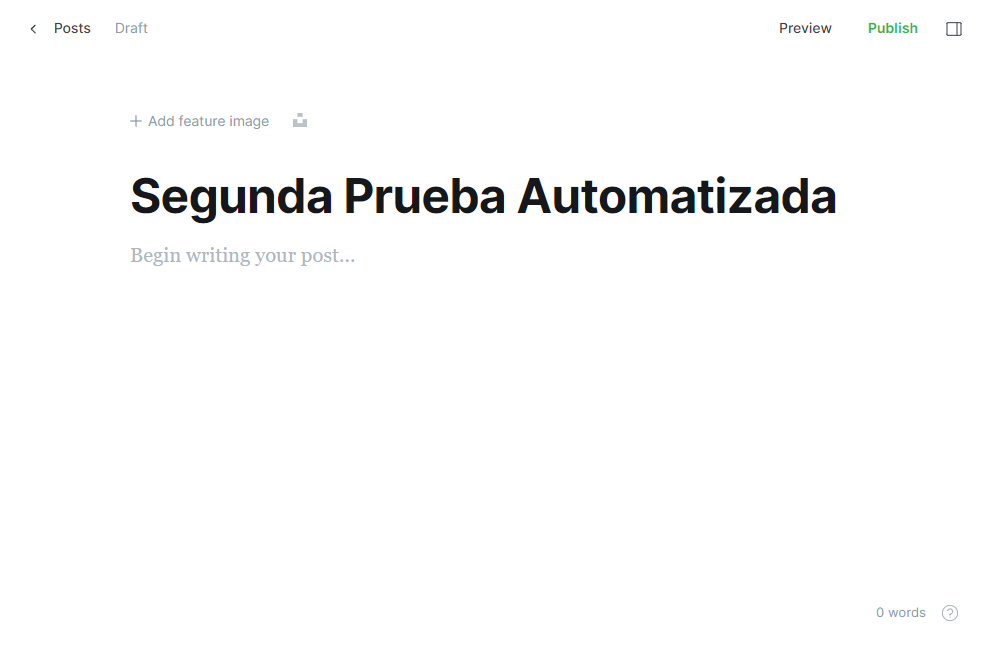 Posts Draft Preview Publish
Add feature image
Segunda Prueba Automatizada
Begin writing your post...
0 words ?